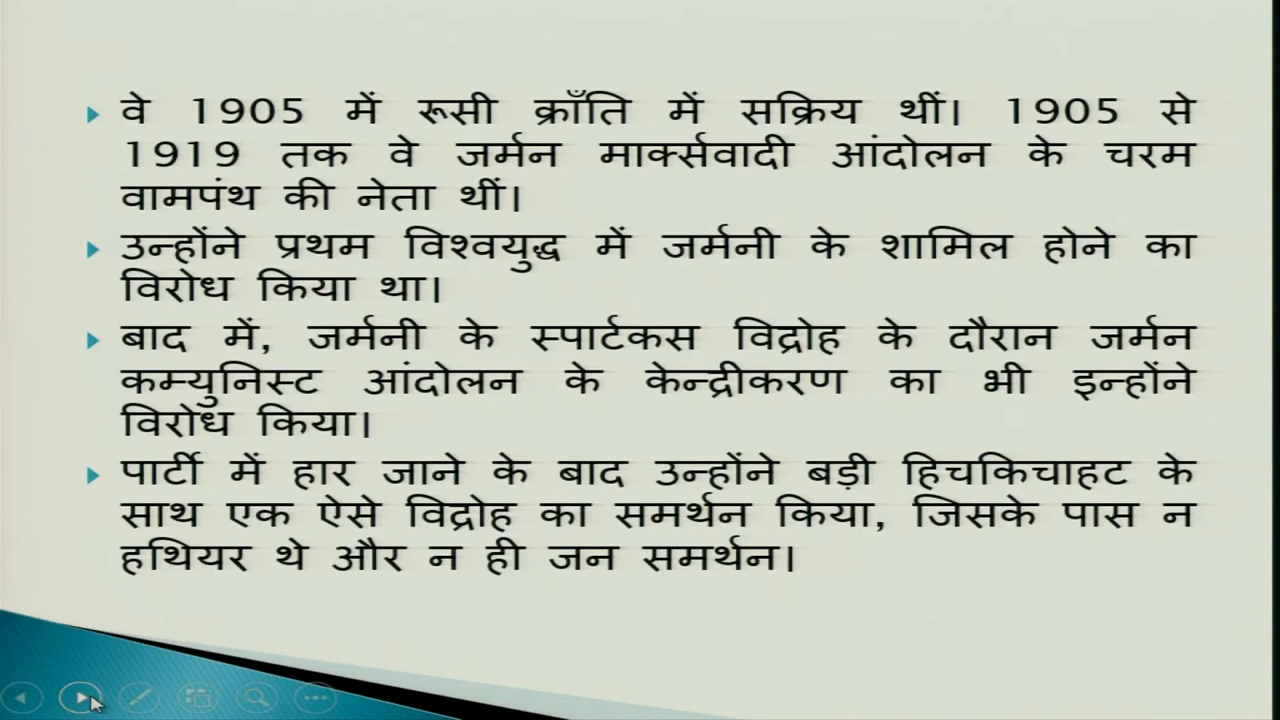 वे 1905 में रूसी क्राँति में सक्रिय थीं। 1905 से
1919 तक वे जर्मन मार्क्सवादी आंदोलन के चरम
वामपंथ की नेता थीं।
उन्होंने प्रथम विश्वयुद्ध में जर्मनी के शामिल होने का
विरोध किया था।
बाद में, जर्मनी के स्पार्टकस विद्रोह के दौरान जर्मन
कम्युनिस्ट आंदोलन के केन्द्रीकरण का भी इन्होंने
विरोध किया।
पार्टी में हार जाने के बाद उन्होंने बड़ी हिचकिचाहट के
साथ एक ऐसे विद्रोह का समर्थन किया, जिसके पास न
हथियर थे और न ही जन समर्थन।